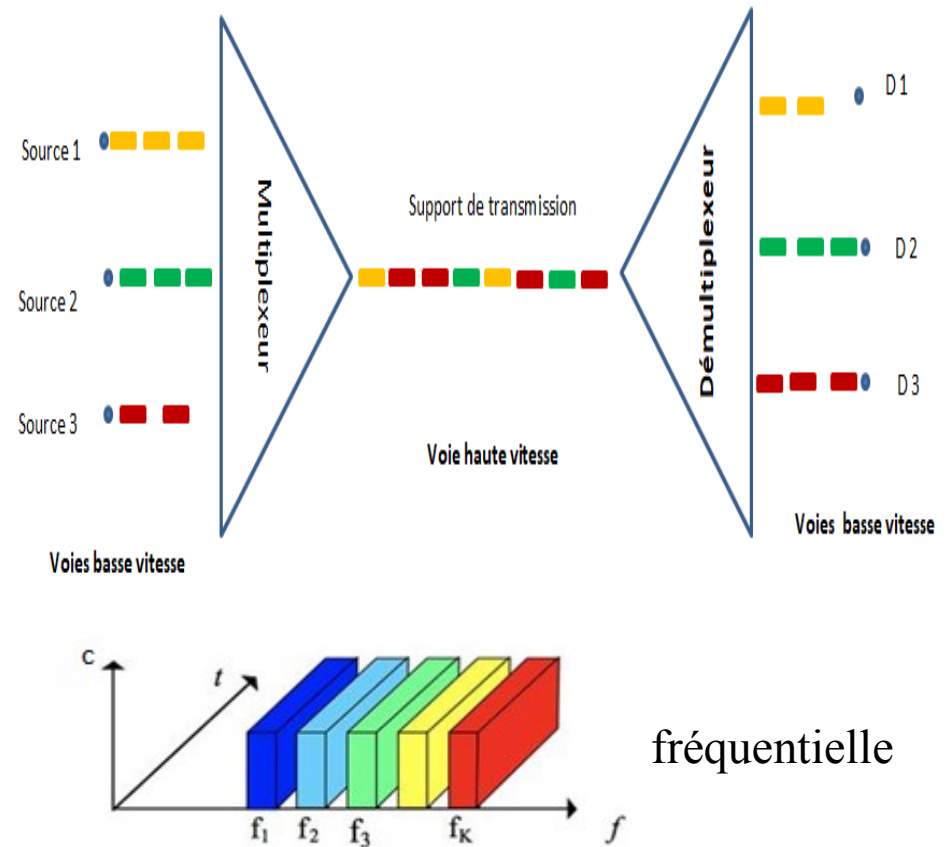 D1
Source 1
Multiplexeur
Démultiplexeur
Support de transmission
D2
Source 2
D3
Source 3
Voie haute vitesse
Voies basse vitesse
Voies basse vitesse
C
t
fréquentielle
f1 f2 f3 fK f